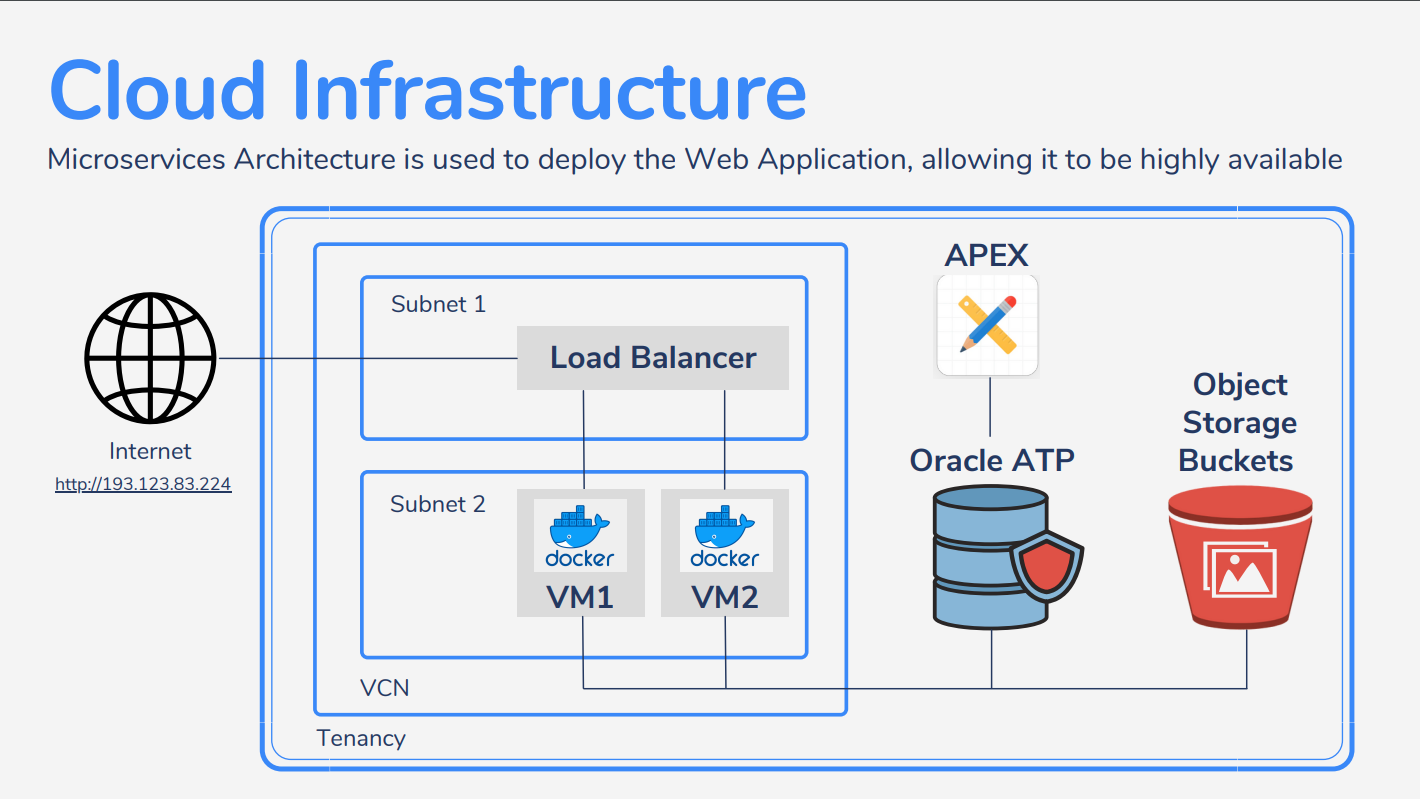 Cloud Infrastructure
Microservices Architecture is used to deploy the Web Application, allowing it to be highly available
Internet
http://193.123.83.224
Subnet 1
Load Balancer
Subnet 2
docker
VM1
docker
VM2
VCN
Tenancy
APEX
Oracle ATP
Object
Storage
Buckets